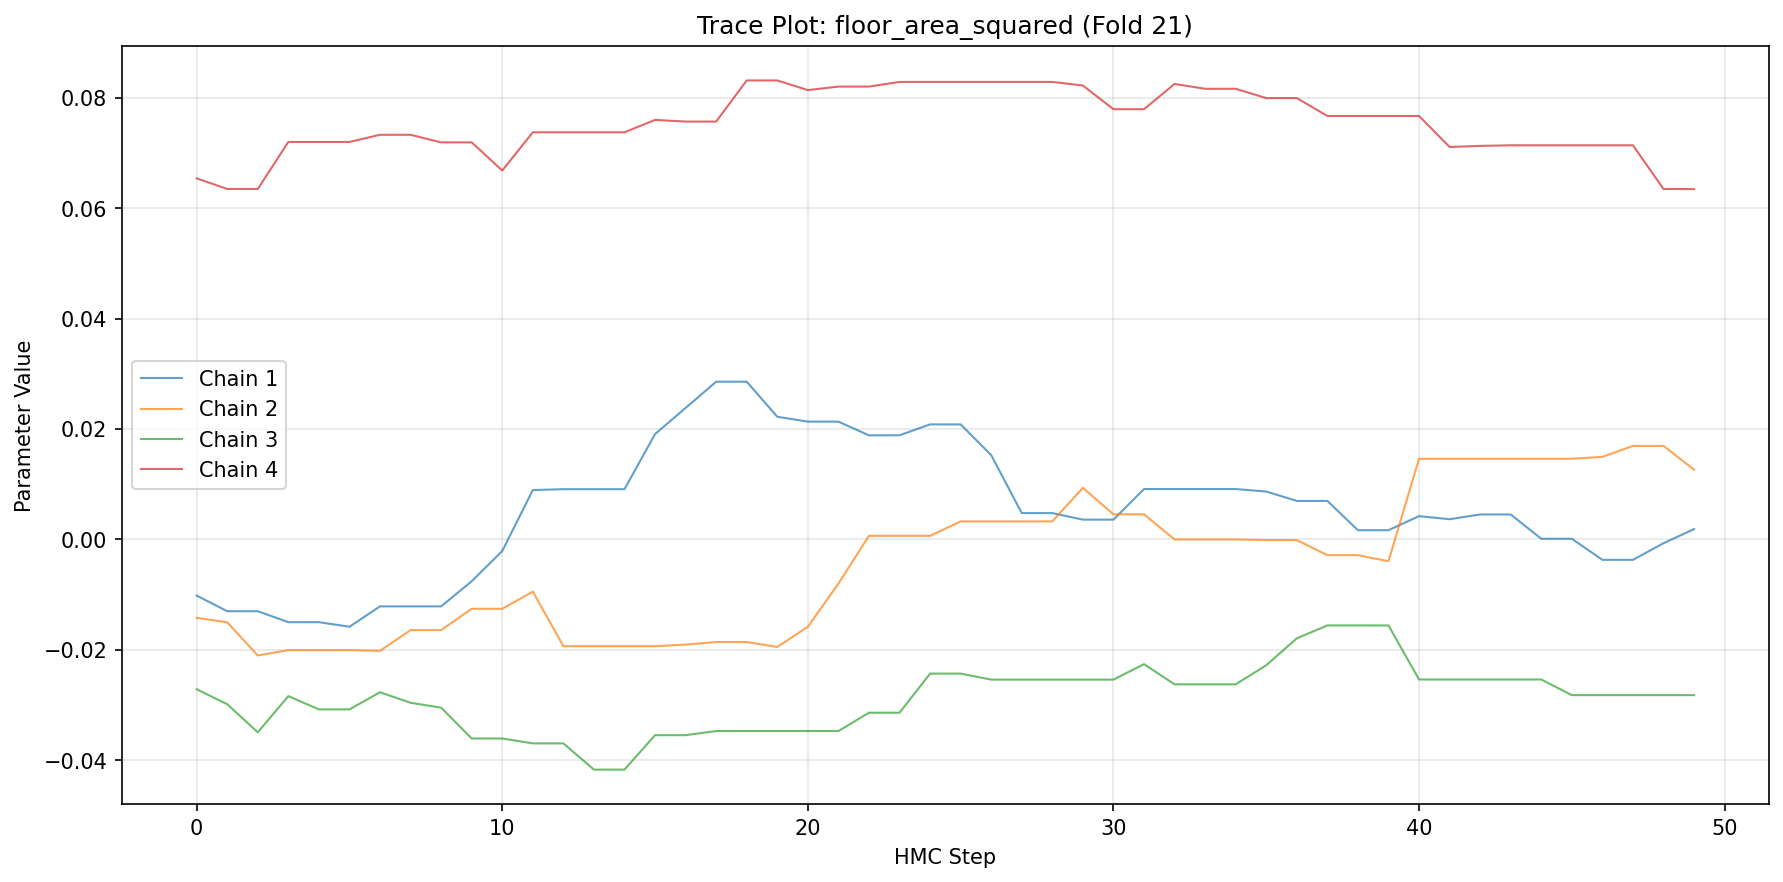 Trace Plot: floor_area_squared (Fold 21)
Parameter Value
0.08
0.06
0.04
0.02
0.00
−0.02
−0.04
Chain 1
Chain 2
Chain 3
Chain 4
0 10 20 30 40 50
HMC Step